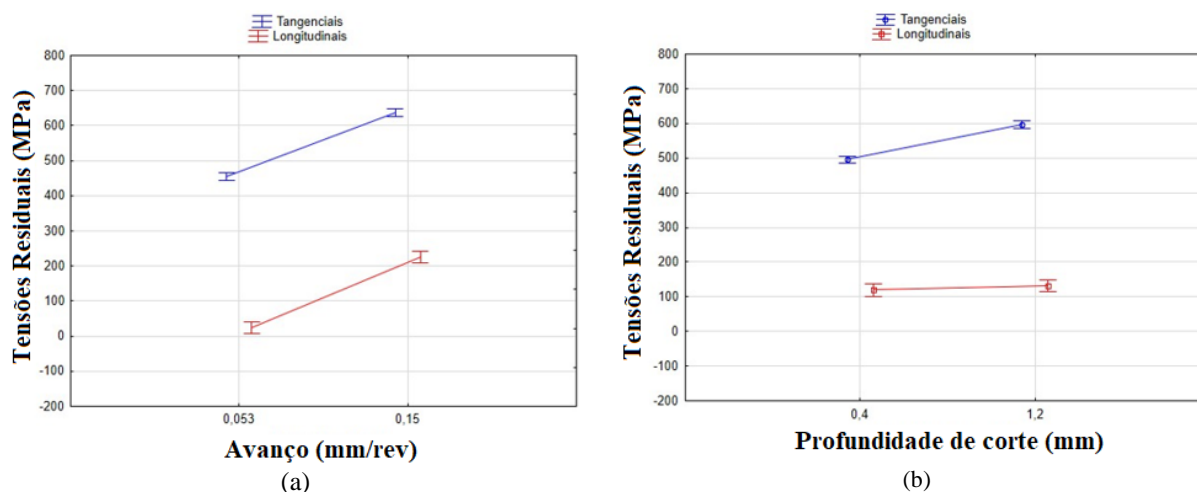 Tangenciais
Longitudinais
800
700
600
500
400
300
200
100
0
-100
-200
Tensões Residuais (MPa)
0,053
0,15
Avanço (mm/rev)
(a)
Tangenciais
Longitudinais
800
700
600
500
400
300
200
100
0
-100
-200
Tensões Residuais (MPa)
0,4
1,2
Profundidade de corte (mm)
(b)